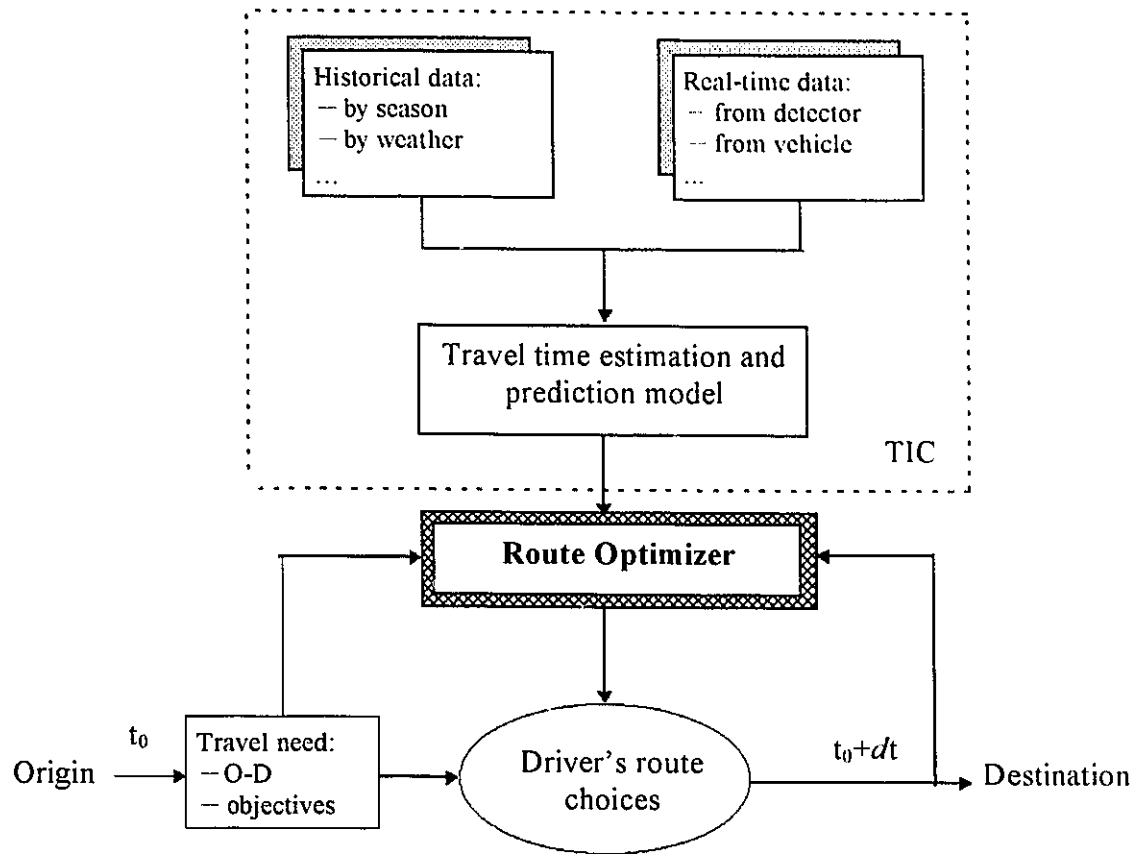 Historical data:
– by season
– by weather
...
Real-time data:
– from detector
– from vehicle
...
Travel time estimation and
prediction model
TIC
Route Optimizer
Origin
t₀
Travel need:
– O-D
– objectives
Driver's route
choices
t₀+dt
Destination